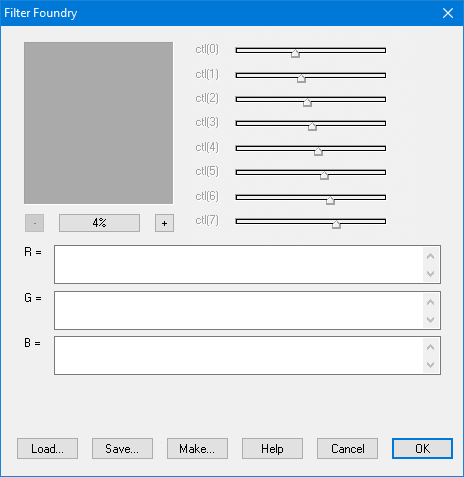 Filter Foundry
ctl(0)
ctl(1)
ctl(2)
ctl(3)
ctl(4)
ctl(5)
ctl(6)
ctl(7)
- 4% +
R =
G =
B =
Load... Save... Make... Help Cancel OK